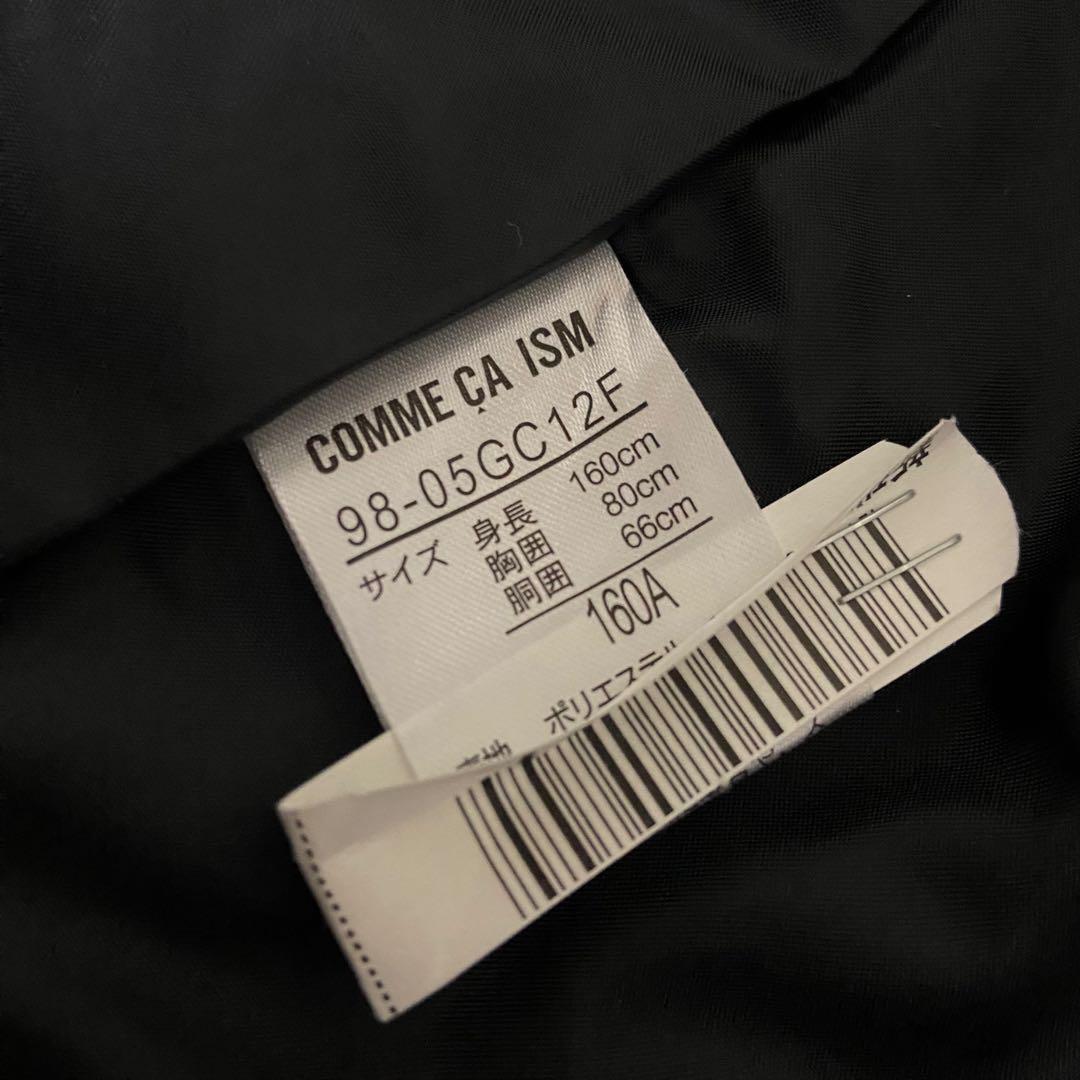 COMME ÇA ISM
98-05GC12F
サイズ 身長 160cm
胸囲 80cm
胴囲 66cm
160A
ポリエステル